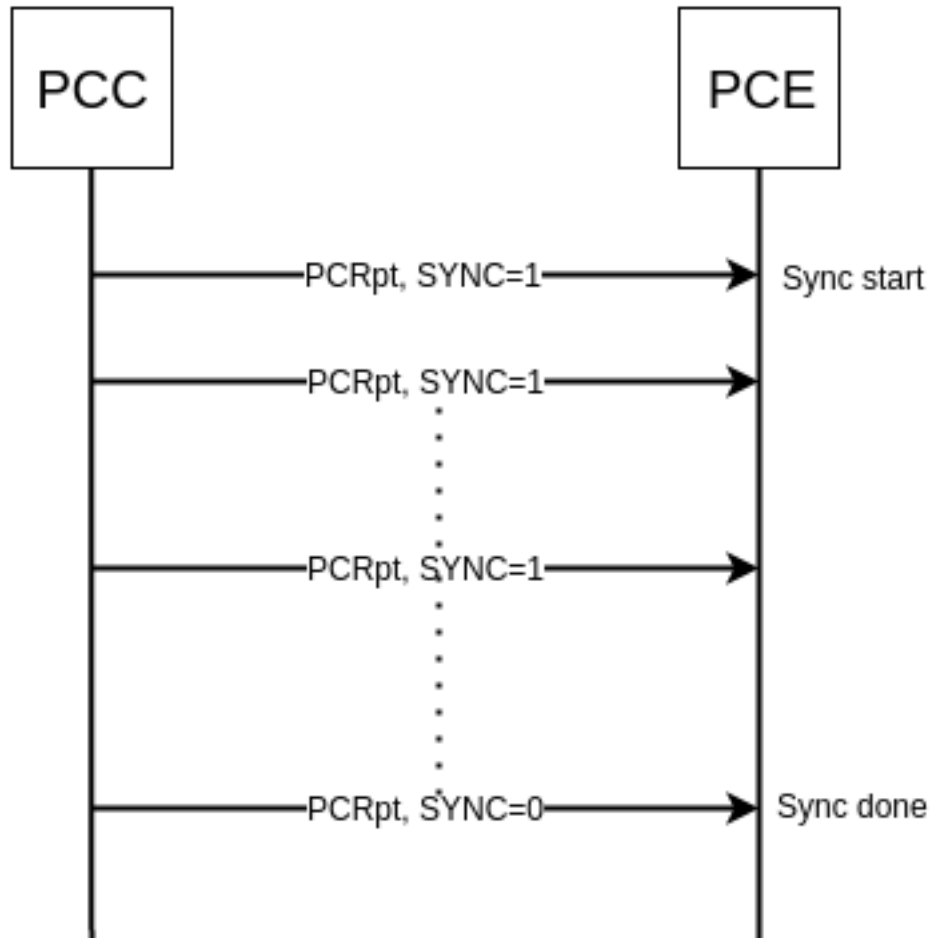 PCC
PCE
PCRpt, SYNC=1
Sync start
PCRpt, SYNC=1
PCRpt, SYNC=1
PCRpt, SYNC=0
Sync done